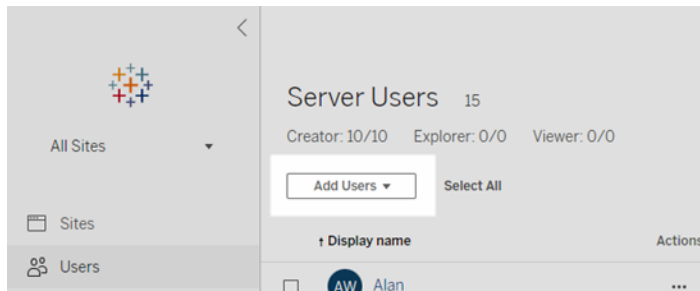 Server Users 15
Creator: 10/10 Explorer: 0/0 Viewer: 0/0
All Sites
Add Users Select All
Sites
↑ Display name Actions
Users
AW Alan ...